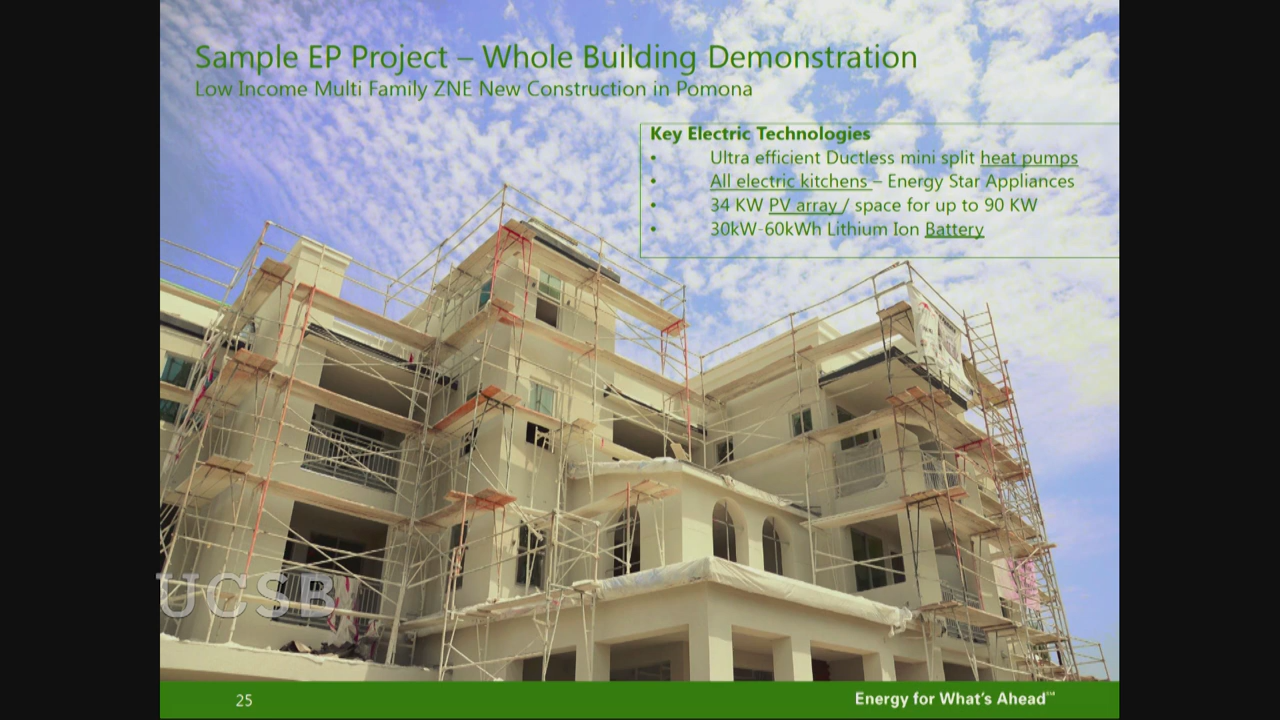 Sample EP Project – Whole Building Demonstration
Low Income Multi Family ZNE New Construction in Pomona
Key Electric Technologies
• Ultra efficient Ductless mini split heat pumps
• All electric kitchens – Energy Star Appliances
• 34 KW PV array / space for up to 90 KW
• 30kW-60kWh Lithium Ion Battery
UCSB
25
Energy for What's Ahead℠